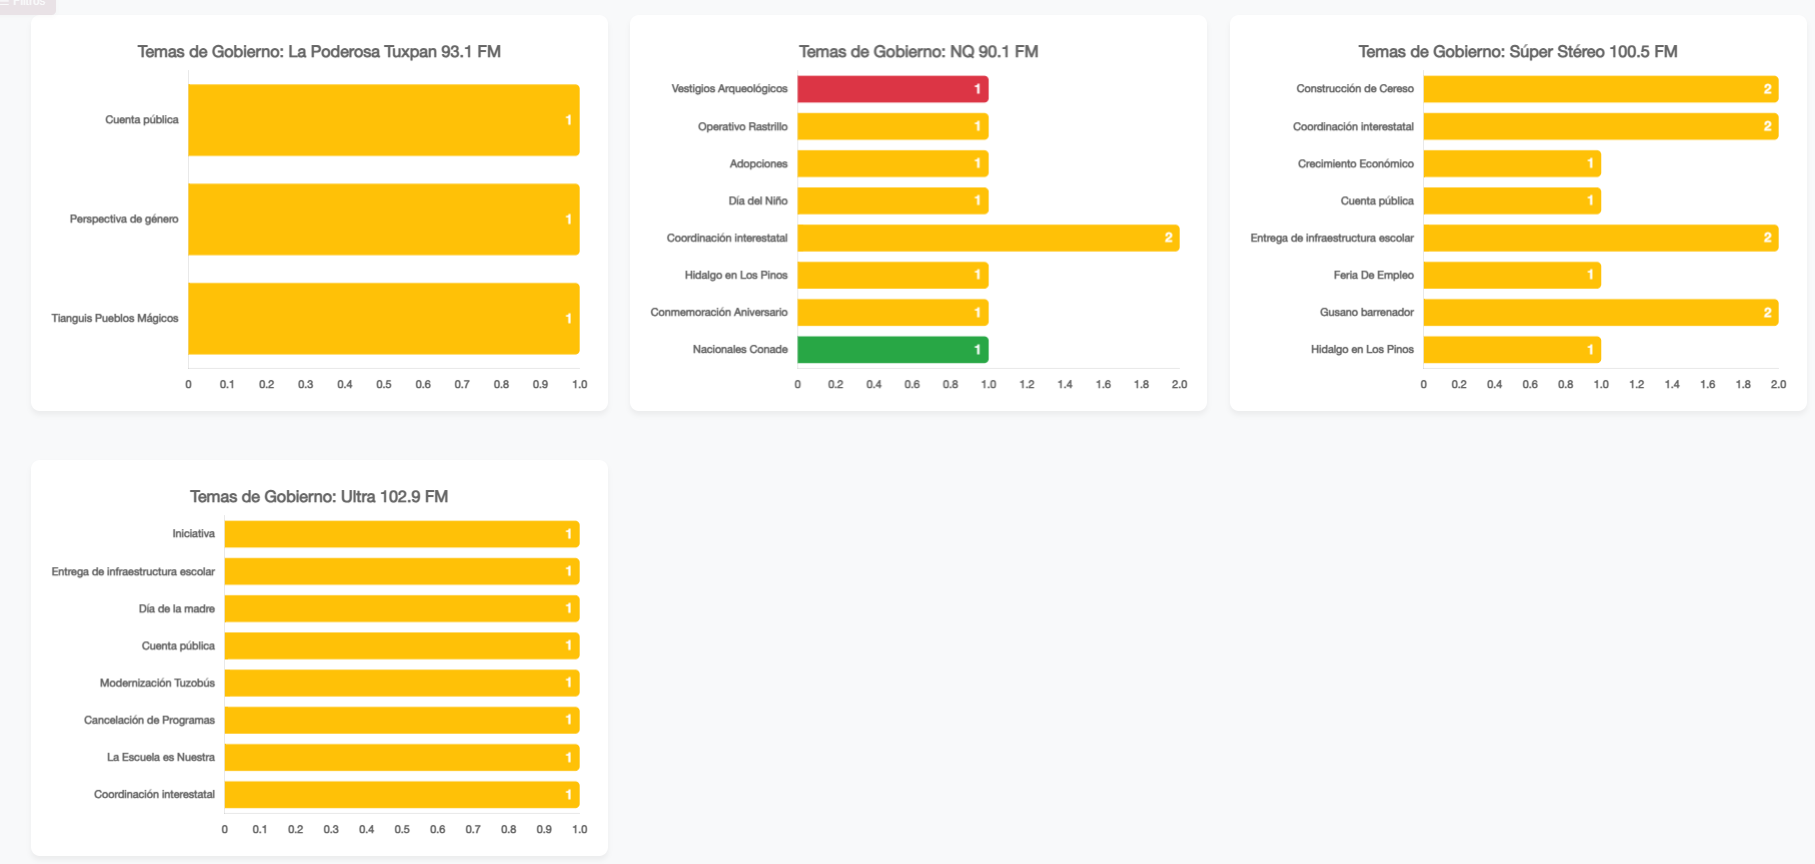 Filtros
Temas de Gobierno: La Poderosa Tuxpan 93.1 FM
Cuenta pública 1
Perspectiva de género 1
Tianguis Pueblos Mágicos 1
0 0.1 0.2 0.3 0.4 0.5 0.6 0.7 0.8 0.9 1.0
Temas de Gobierno: NQ 90.1 FM
Vestigios Arqueológicos 1
Operativo Rastrillo 1
Adopciones 1
Día del Niño 1
Coordinación interestatal 2
Hidalgo en Los Pinos 1
Conmemoración Aniversario 1
Nacionales Conade 1
0 0.2 0.4 0.6 0.8 1.0 1.2 1.4 1.6 1.8 2.0
Temas de Gobierno: Súper Stéreo 100.5 FM
Construcción de Cereso 2
Coordinación interestatal 2
Crecimiento Económico 1
Cuenta pública 1
Entrega de infraestructura escolar 2
Feria De Empleo 1
Gusano barrenador 2
Hidalgo en Los Pinos 1
0 0.2 0.4 0.6 0.8 1.0 1.2 1.4 1.6 1.8 2.0
Temas de Gobierno: Ultra 102.9 FM
Iniciativa 1
Entrega de infraestructura escolar 1
Día de la madre 1
Cuenta pública 1
Modernización Tuzobús 1
Cancelación de Programas 1
La Escuela es Nuestra 1
Coordinación interestatal 1
0 0.1 0.2 0.3 0.4 0.5 0.6 0.7 0.8 0.9 1.0